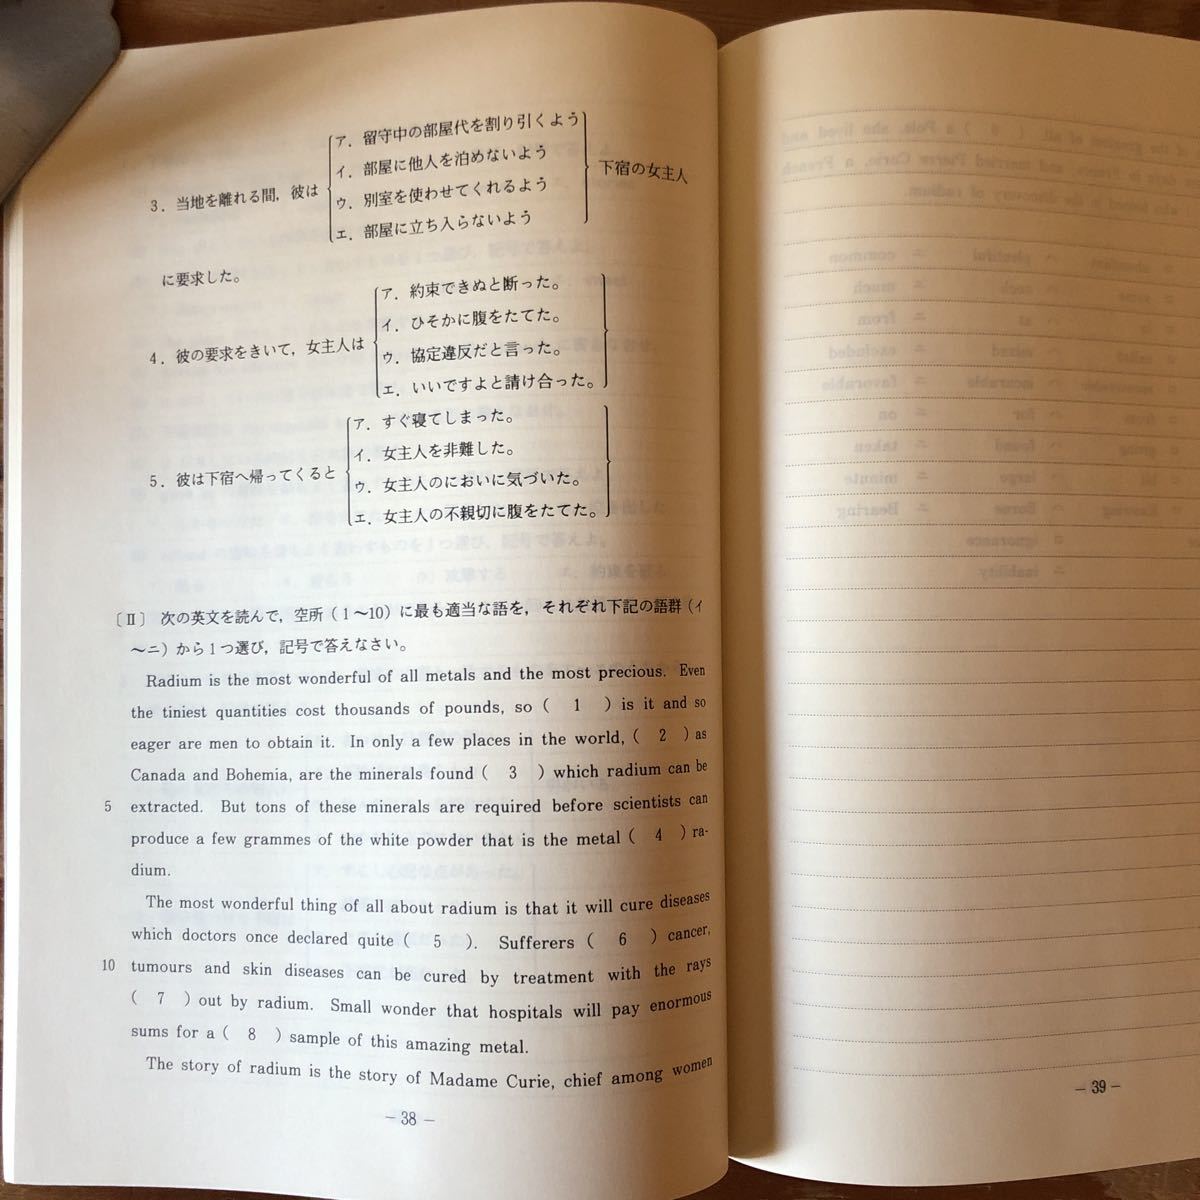 3．当地を離れる間，彼は
ア．留守中の部屋代を割り引くよう
イ．部屋に他人を泊めないよう
ウ．別室を使わせてくれるよう
エ．部屋に立ち入らないよう
下宿の女主人
に要求した。
4．彼の要求をきいて，女主人は
ア．約束できぬと断った。
イ．ひそかに腹をたてた。
ウ．協定違反だと言った。
エ．いいですよと請け合った。
5．彼は下宿へ帰ってくると
ア．すぐ寝てしまった。
イ．女主人を非難した。
ウ．女主人のにおいに気づいた。
エ．女主人の不親切に腹をたてた。
〔Ⅱ〕 次の英文を読んで，空所（1〜10）に最も適当な語を，それぞれ下記の語群（イ
〜ニ）から1つ選び，記号で答えなさい。
Radium is the most wonderful of all metals and the most precious. Even
the tiniest quantities cost thousands of pounds, so ( 1 ) is it and so
eager are men to obtain it. In only a few places in the world, ( 2 ) as
Canada and Bohemia, are the minerals found ( 3 ) which radium can be
5 extracted. But tons of these minerals are required before scientists can
produce a few grammes of the white powder that is the metal ( 4 ) ra-
dium.
The most wonderful thing of all about radium is that it will cure diseases
which doctors once declared quite ( 5 ). Sufferers ( 6 ) cancer,
10 tumours and skin diseases can be cured by treatment with the rays
( 7 ) out by radium. Small wonder that hospitals will pay enormous
sums for a ( 8 ) sample of this amazing metal.
The story of radium is the story of Madame Curie, chief among women
− 38 −
− 39 −